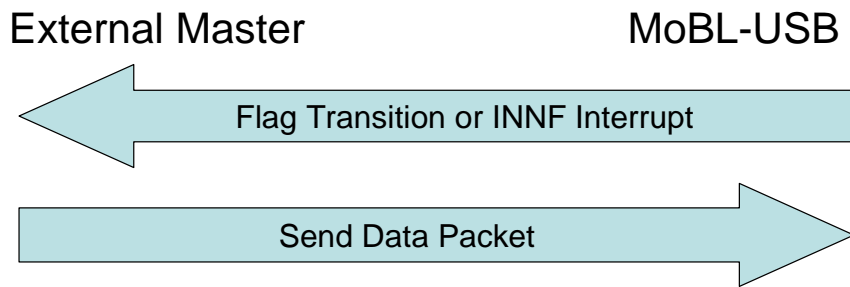 External Master MoBL-USB
Flag Transition or INNF Interrupt
Send Data Packet